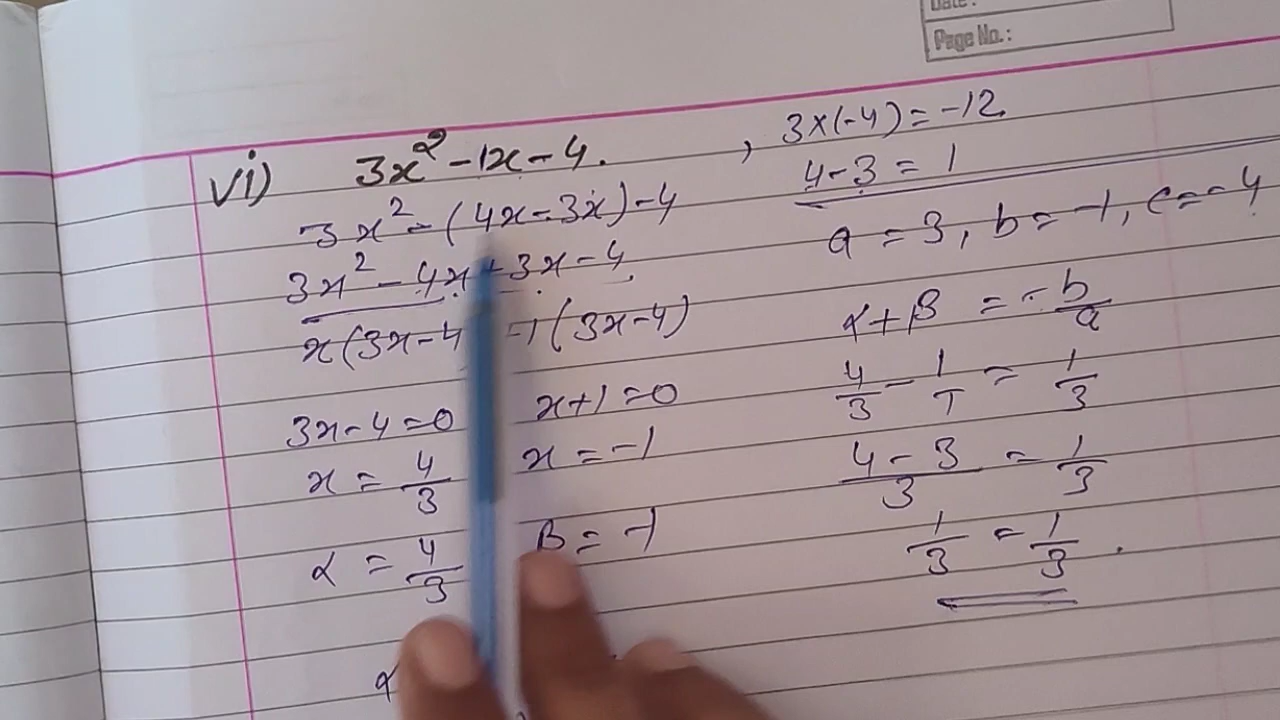 Date :
Page No. :
vi) 3x² - 1x - 4. , 3×(-4) = -12.
4 - 3 = 1
3x² - (4x - 3x) - 4
a = 3, b = -1, c = -4
3x² - 4x + 3x - 4
x(3x - 4 -1(3x - 4)
α + β = -b/a
4/3 - 1/1 = 1/3
3x - 4 = 0 x + 1 = 0
x = 4/3 x = -1
4 - 3/3 = 1/3
α = 4/3 β = -1
1/3 = 1/3.
α